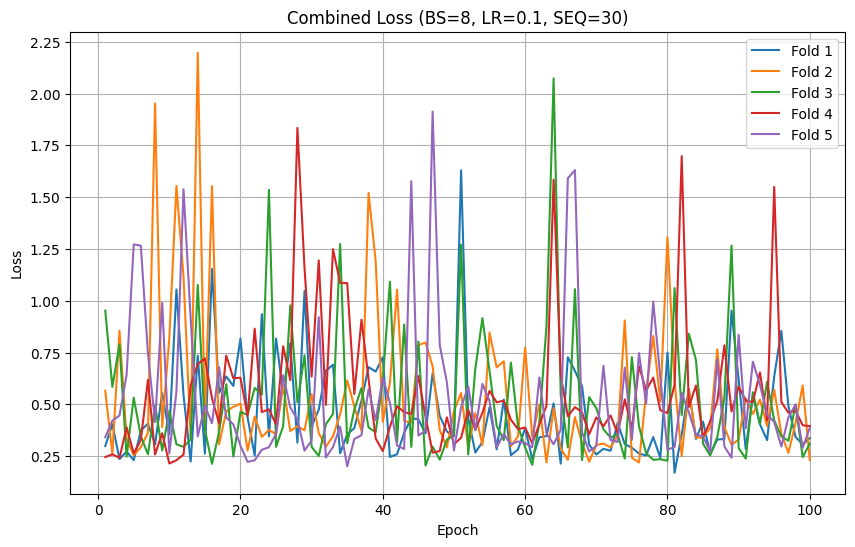 Combined Loss (BS=8, LR=0.1, SEQ=30)
Loss
2.25
2.00
1.75
1.50
1.25
1.00
0.75
0.50
0.25
Fold 1
Fold 2
Fold 3
Fold 4
Fold 5
0
20
40
60
80
100
Epoch